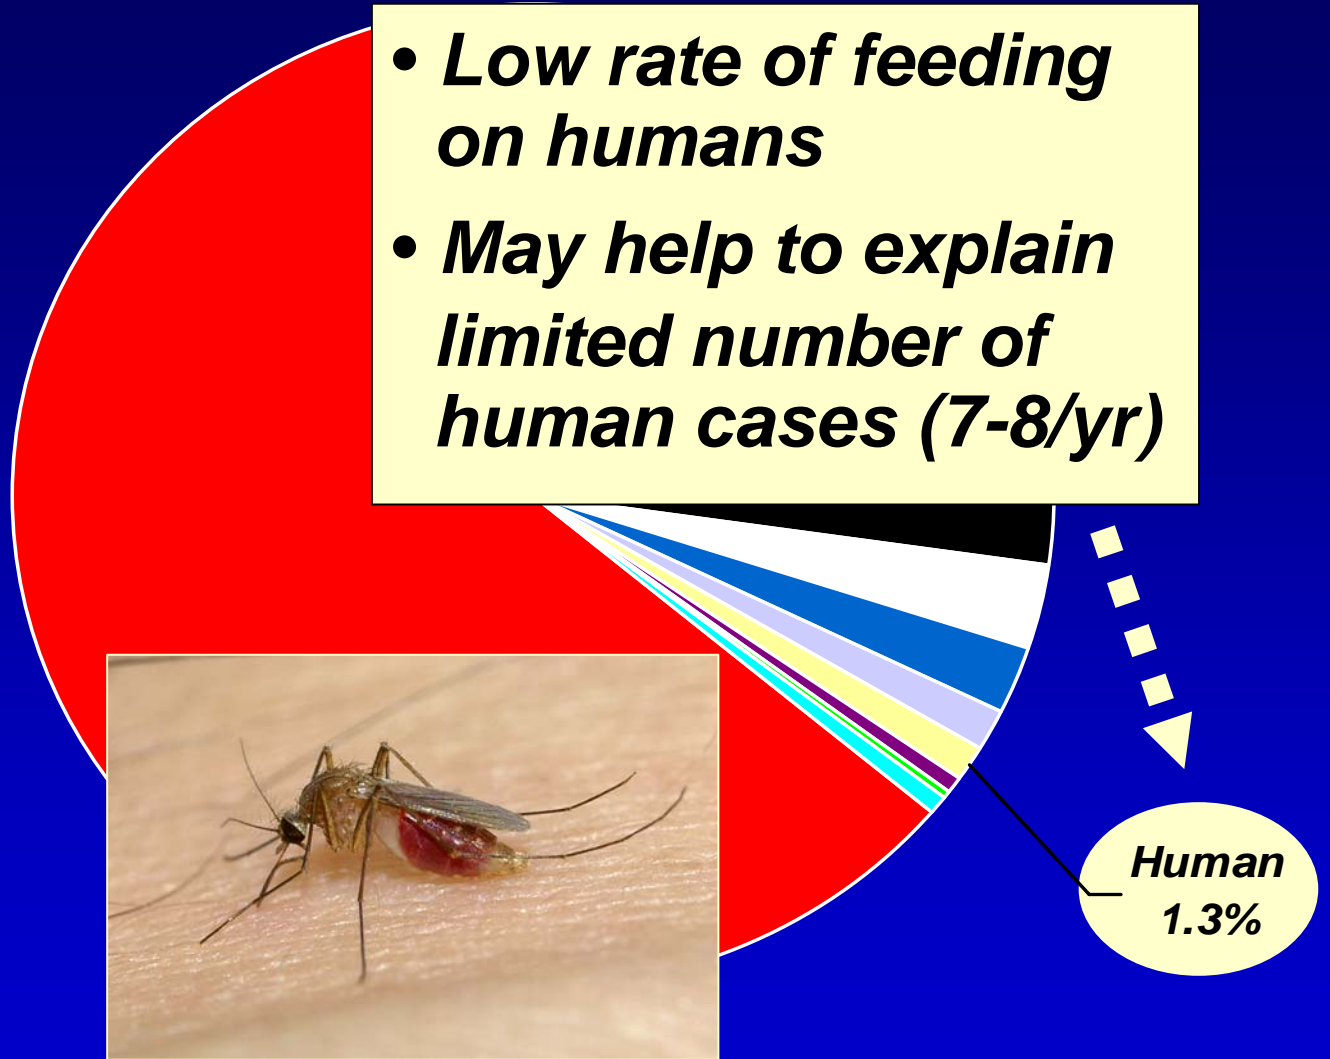 • Low rate of feeding
on humans
• May help to explain
limited number of
human cases (7-8/yr)
Human
1.3%